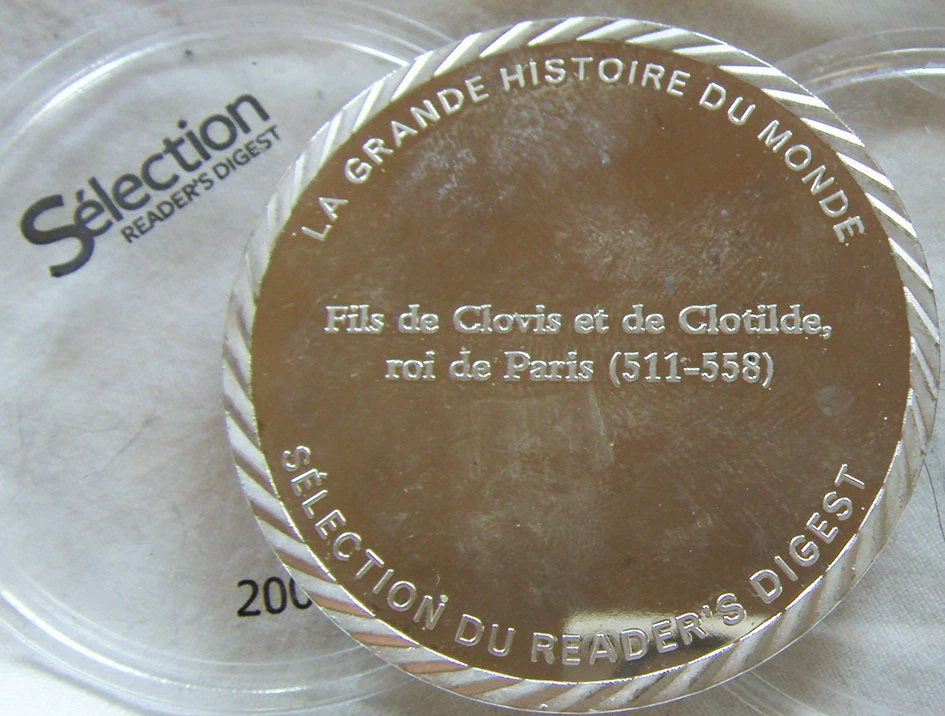 Sélection
READER'S DIGEST
LA GRANDE HISTOIRE DU MONDE
Fils de Clovis et de Clotilde,
roi de Paris (511-558)
SÉLECTION DU READER'S DIGEST
200